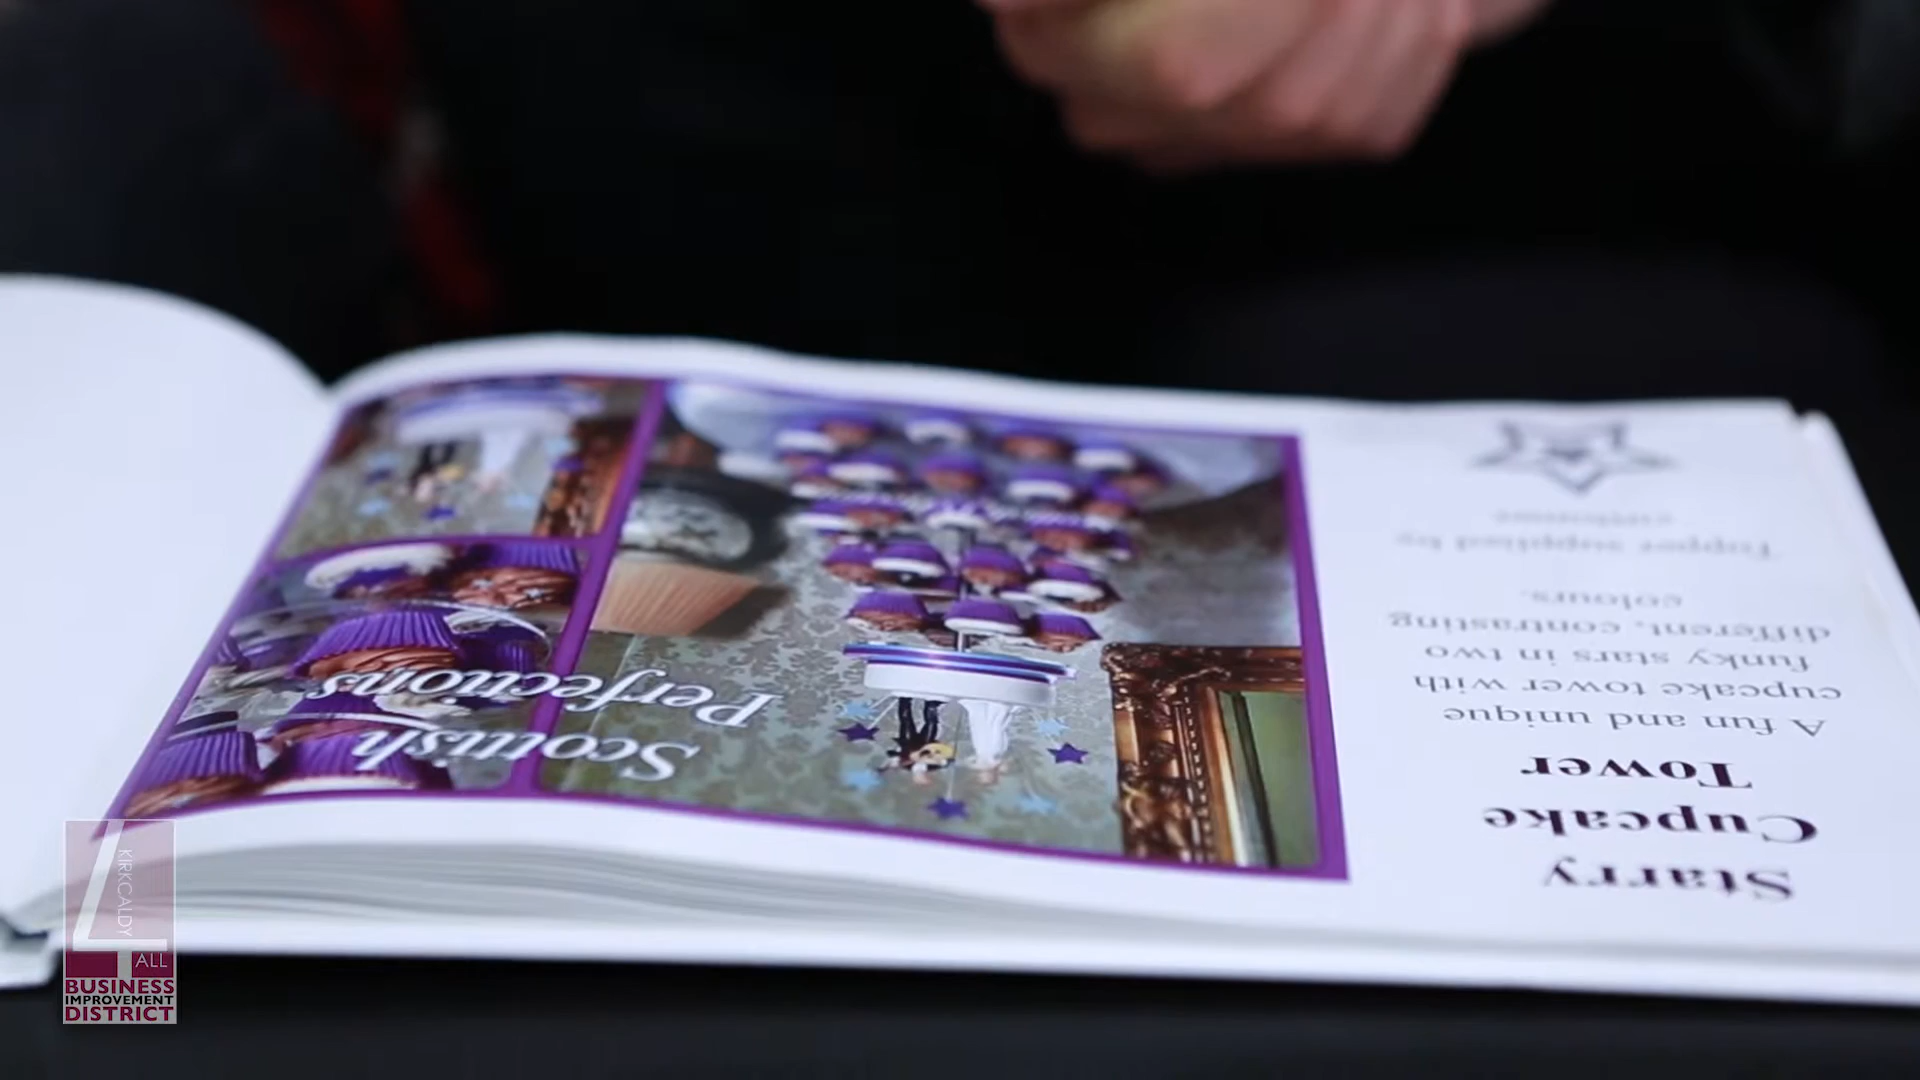 Starry
Cupcake
Tower
A fun and unique
cupcake tower with
funky stars in two
different, contrasting
colours.
Topper supplied by
customer
Scottish
Perfections
4
KIRKCALDY
ALL
BUSINESS
IMPROVEMENT
DISTRICT